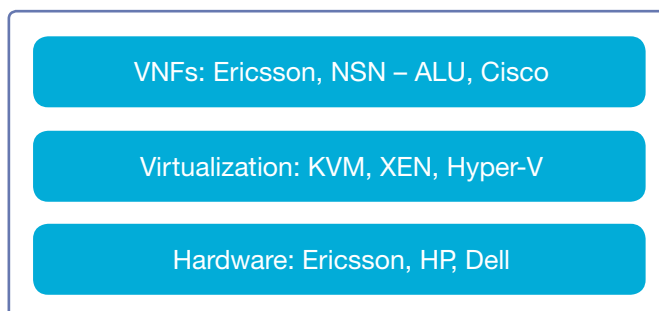 VNFs: Ericsson, NSN – ALU, Cisco
Virtualization: KVM, XEN, Hyper-V
Hardware: Ericsson, HP, Dell